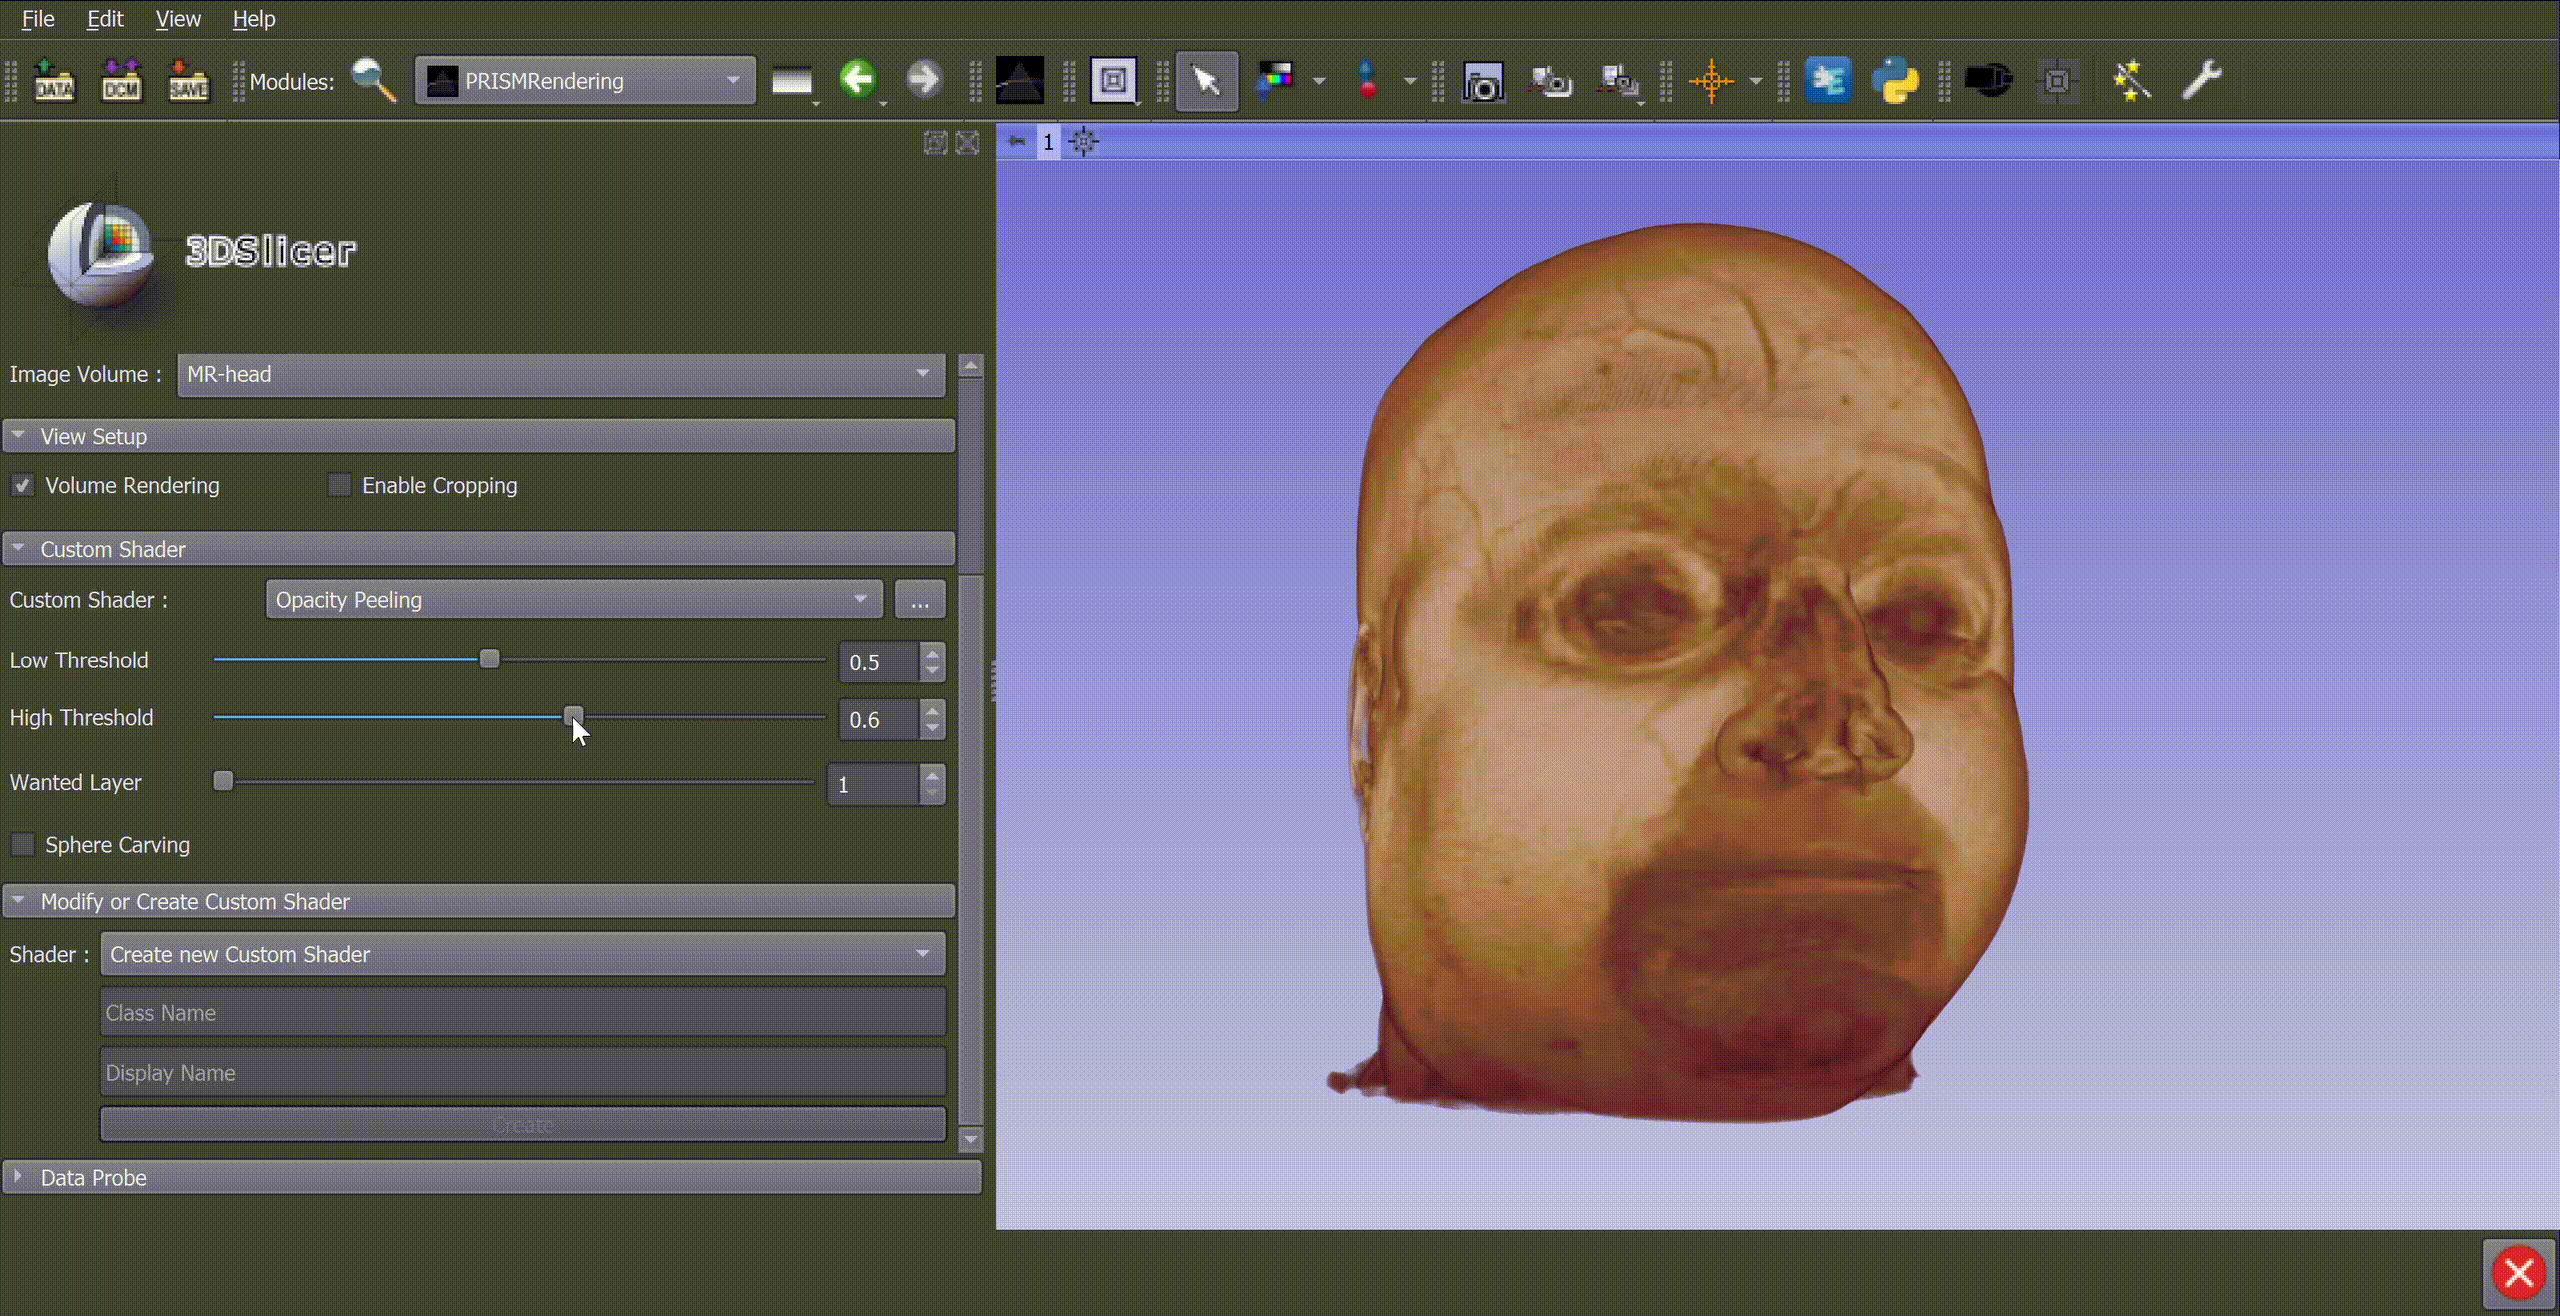 File Edit View Help
DATA DCM SAVE Modules: PRISMRendering
1
3DSlicer
Image Volume : MR-head
View Setup
Volume Rendering Enable Cropping
Custom Shader
Custom Shader : Opacity Peeling ...
Low Threshold 0.5
High Threshold 0.6
Wanted Layer 1
Sphere Carving
Modify or Create Custom Shader
Shader : Create new Custom Shader
Class Name
Display Name
Create
Data Probe